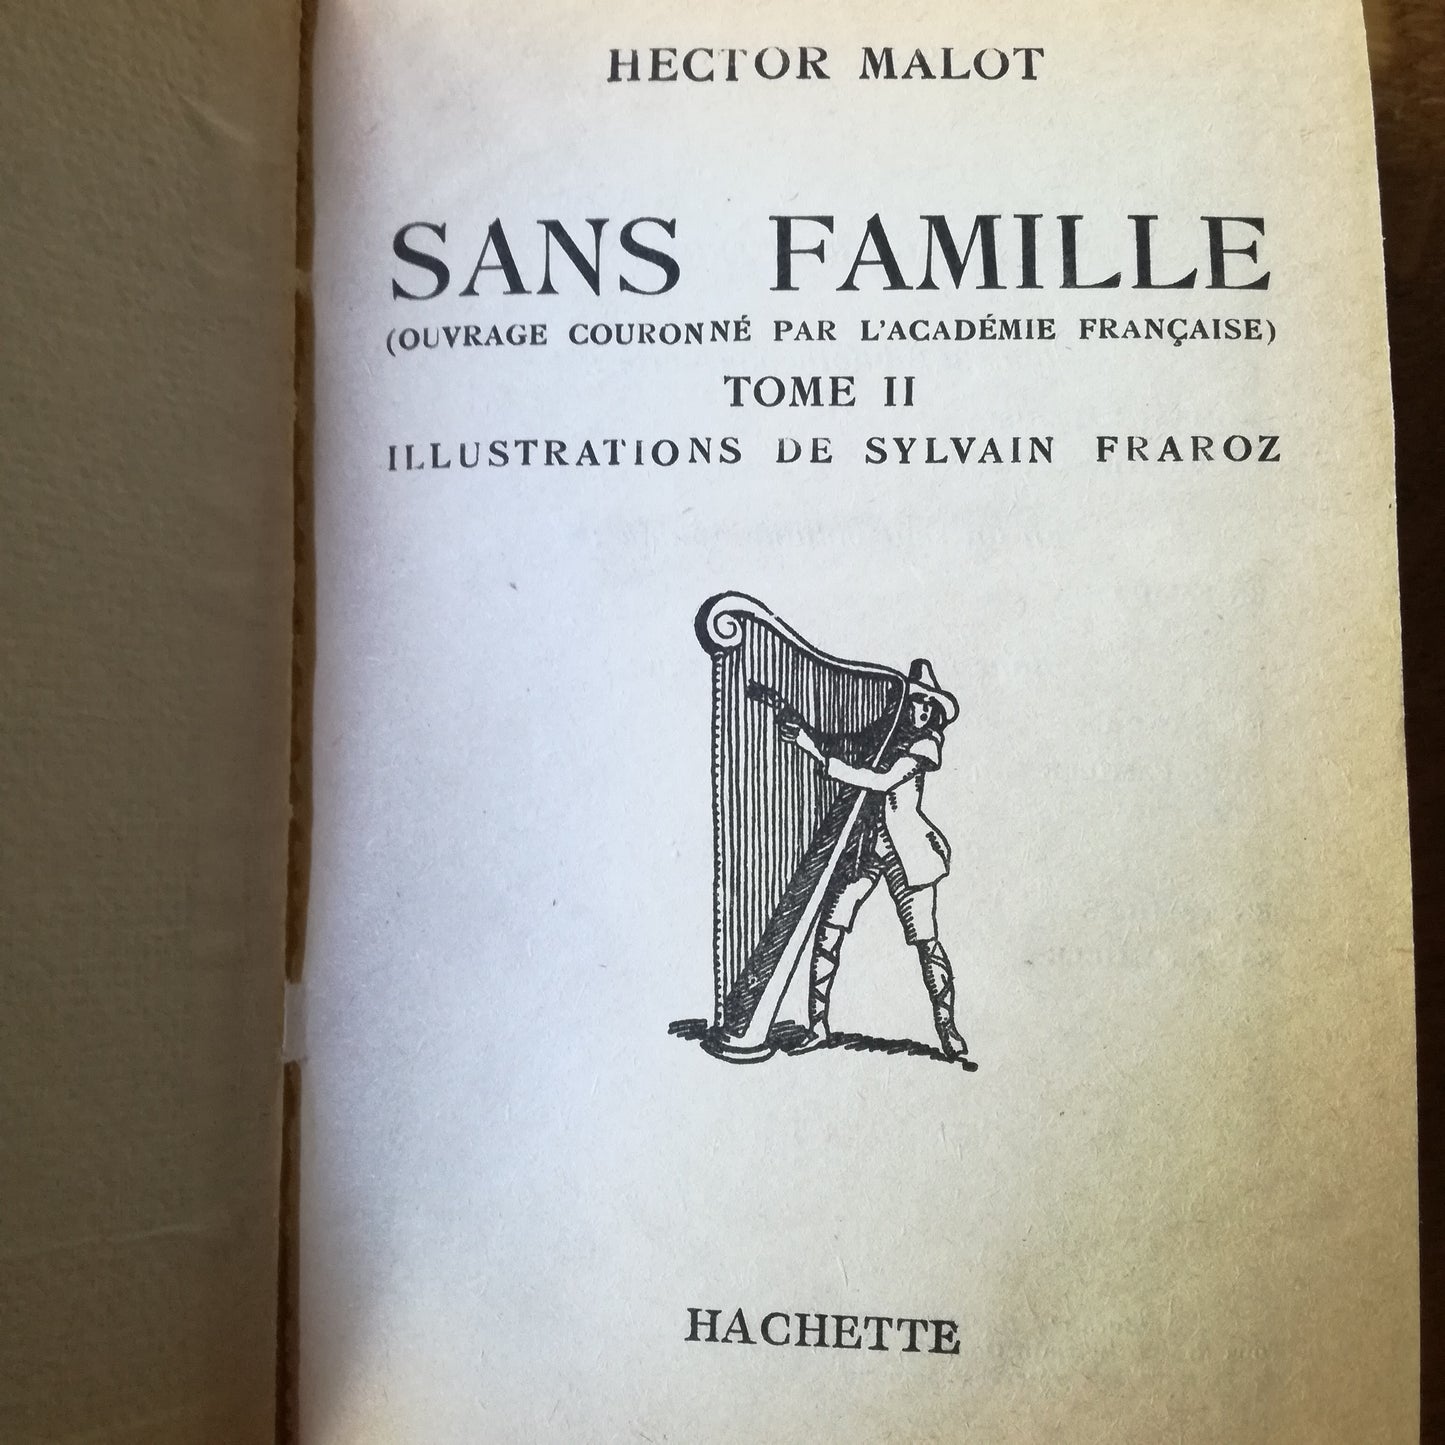 HECTOR MALOT
SANS FAMILLE
(OUVRAGE COURONNÉ PAR L'ACADÉMIE FRANÇAISE)
TOME II
ILLUSTRATIONS DE SYLVAIN FRAROZ
HACHETTE